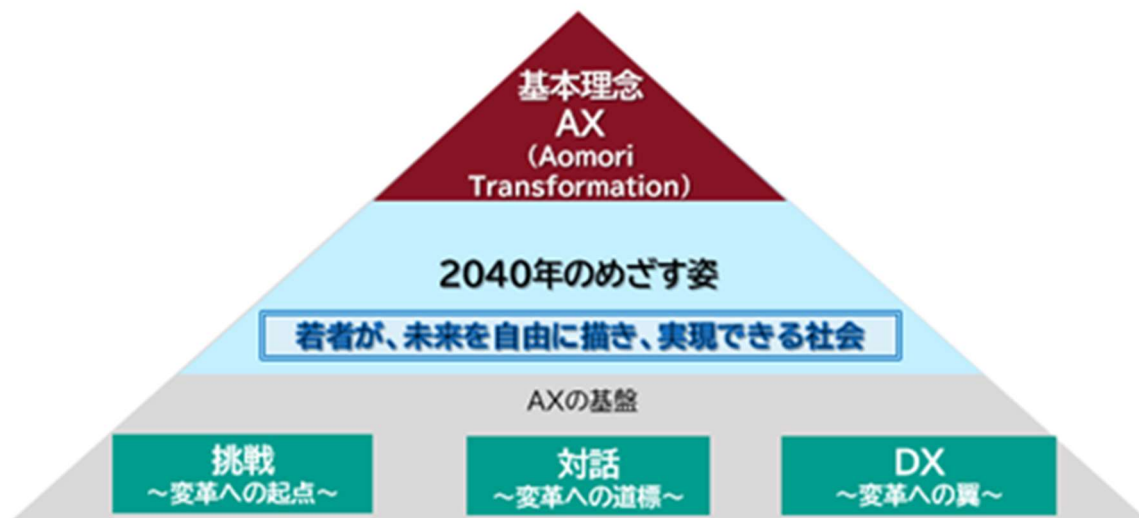 基本理念
AX
(Aomori
Transformation)
2040年のめざす姿
若者が、未来を自由に描き、実現できる社会
AXの基盤
挑戦
～変革への起点～
対話
～変革への道標～
DX
～変革への翼～